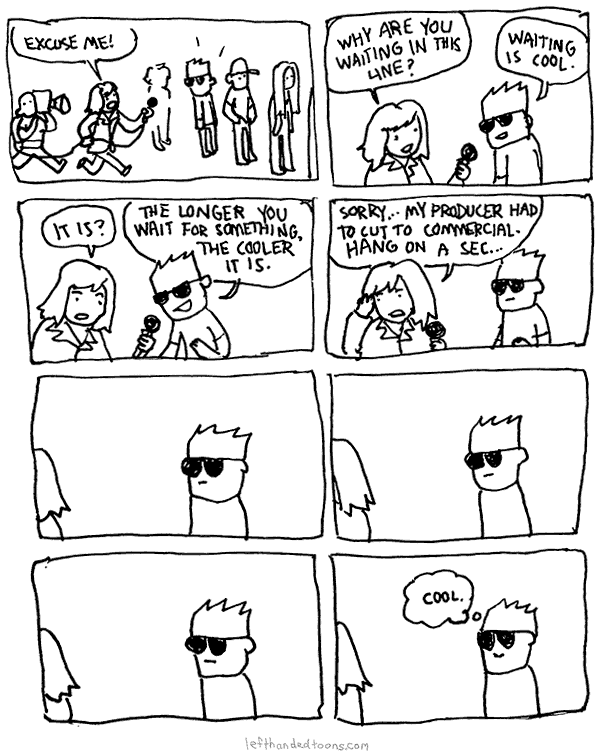 EXCUSE ME!
WHY ARE YOU
WAITING IN THIS
LINE?
WAITING
IS COOL.
IT IS?
THE LONGER YOU
WAIT FOR SOMETHING,
THE COOLER
IT IS.
SORRY... MY PRODUCER HAD
TO CUT TO COMMERCIAL.
HANG ON A SEC...
COOL.
lefthandedtoons.com